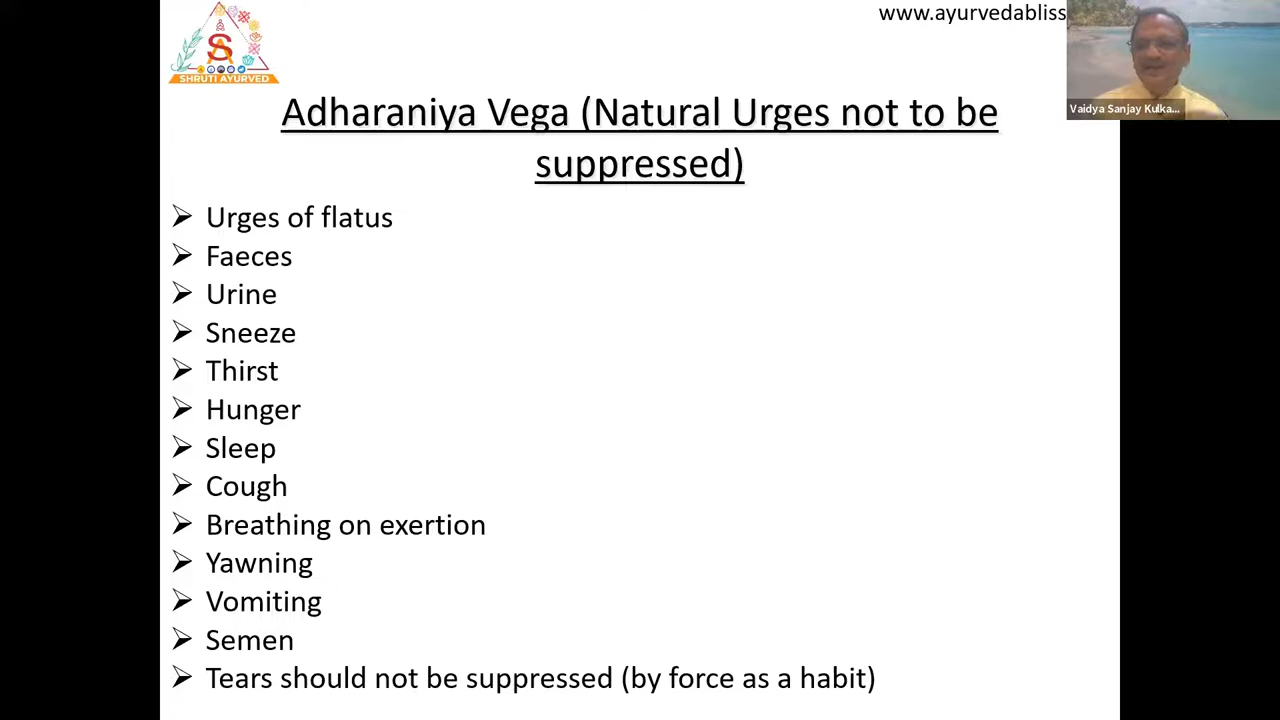 www.ayurvedabliss
SHRUTI AYURVED
Vaidya Sanjay Kulka...
Adharaniya Vega (Natural Urges not to be
suppressed)
➢ Urges of flatus
➢ Faeces
➢ Urine
➢ Sneeze
➢ Thirst
➢ Hunger
➢ Sleep
➢ Cough
➢ Breathing on exertion
➢ Yawning
➢ Vomiting
➢ Semen
➢ Tears should not be suppressed (by force as a habit)